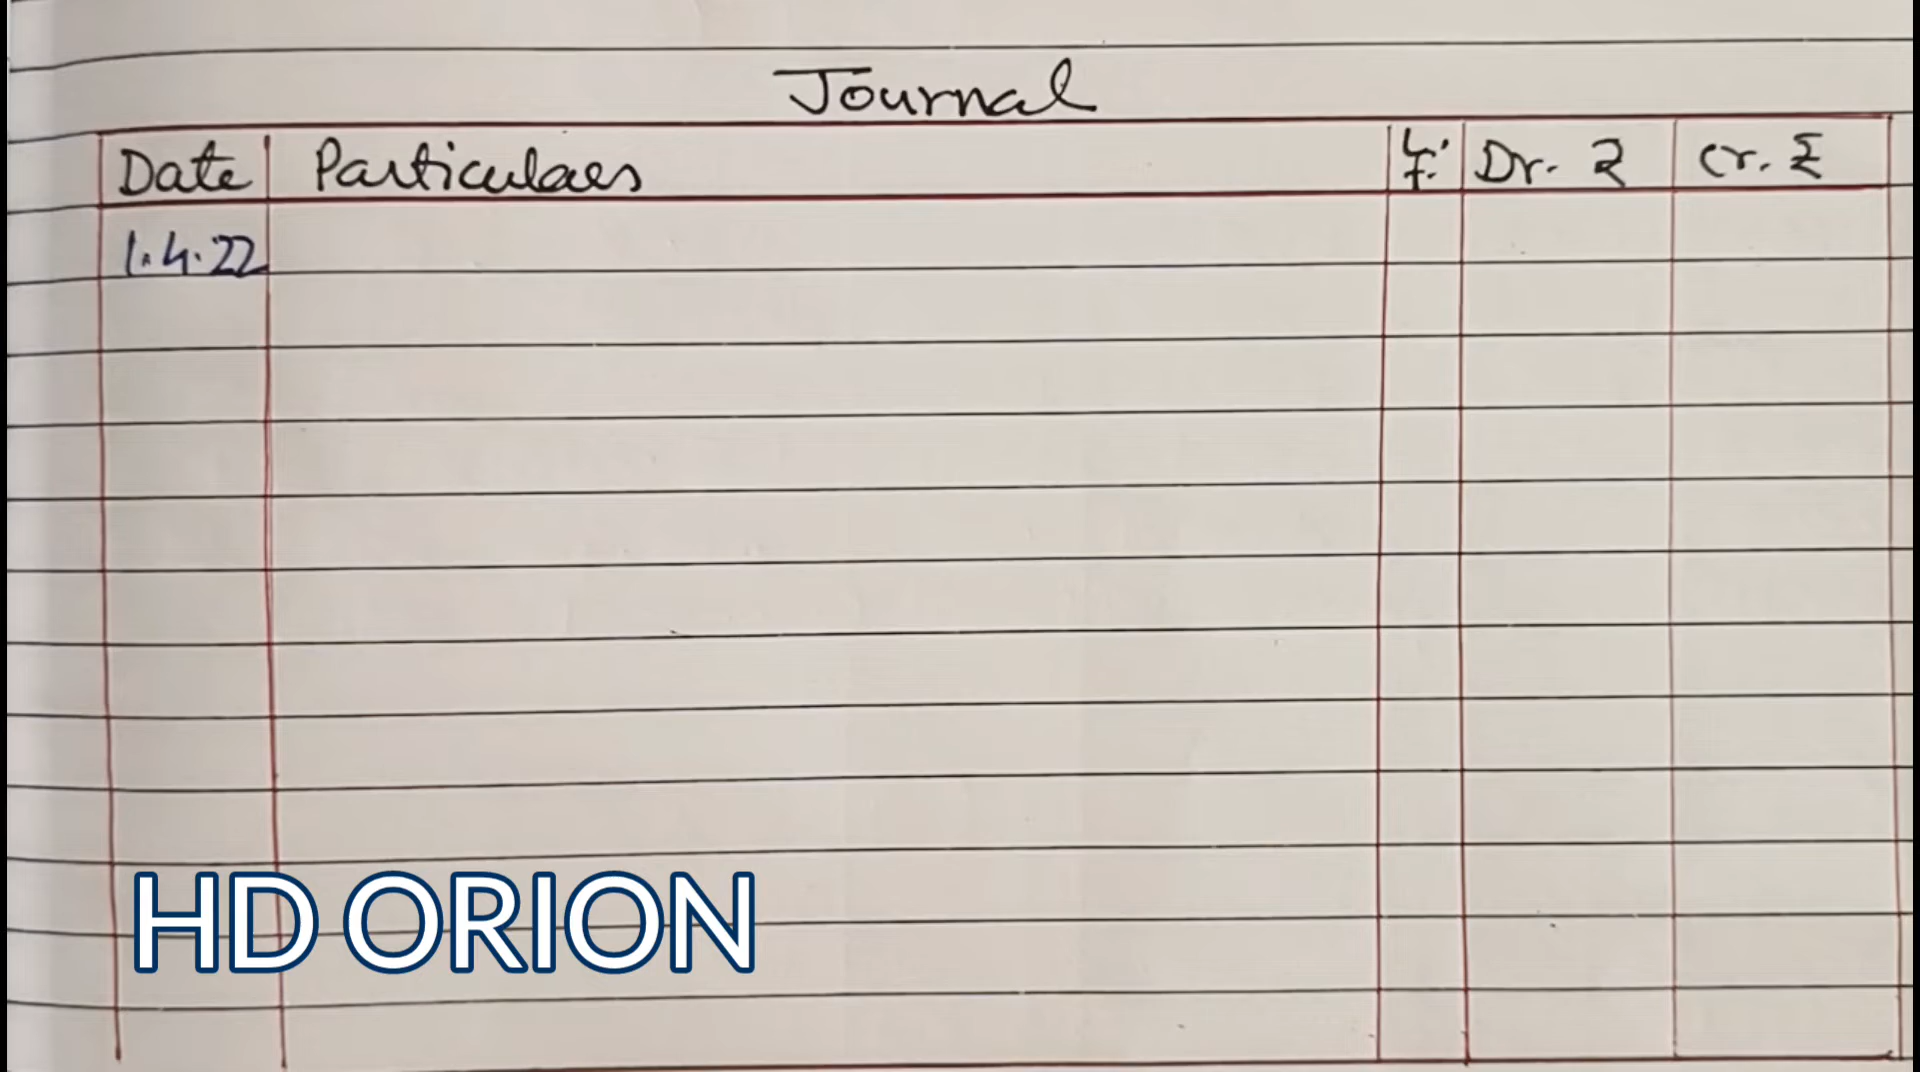 Journal
Date Particulars L.F. Dr. ₹ Cr. ₹
1.4.22
HD ORION